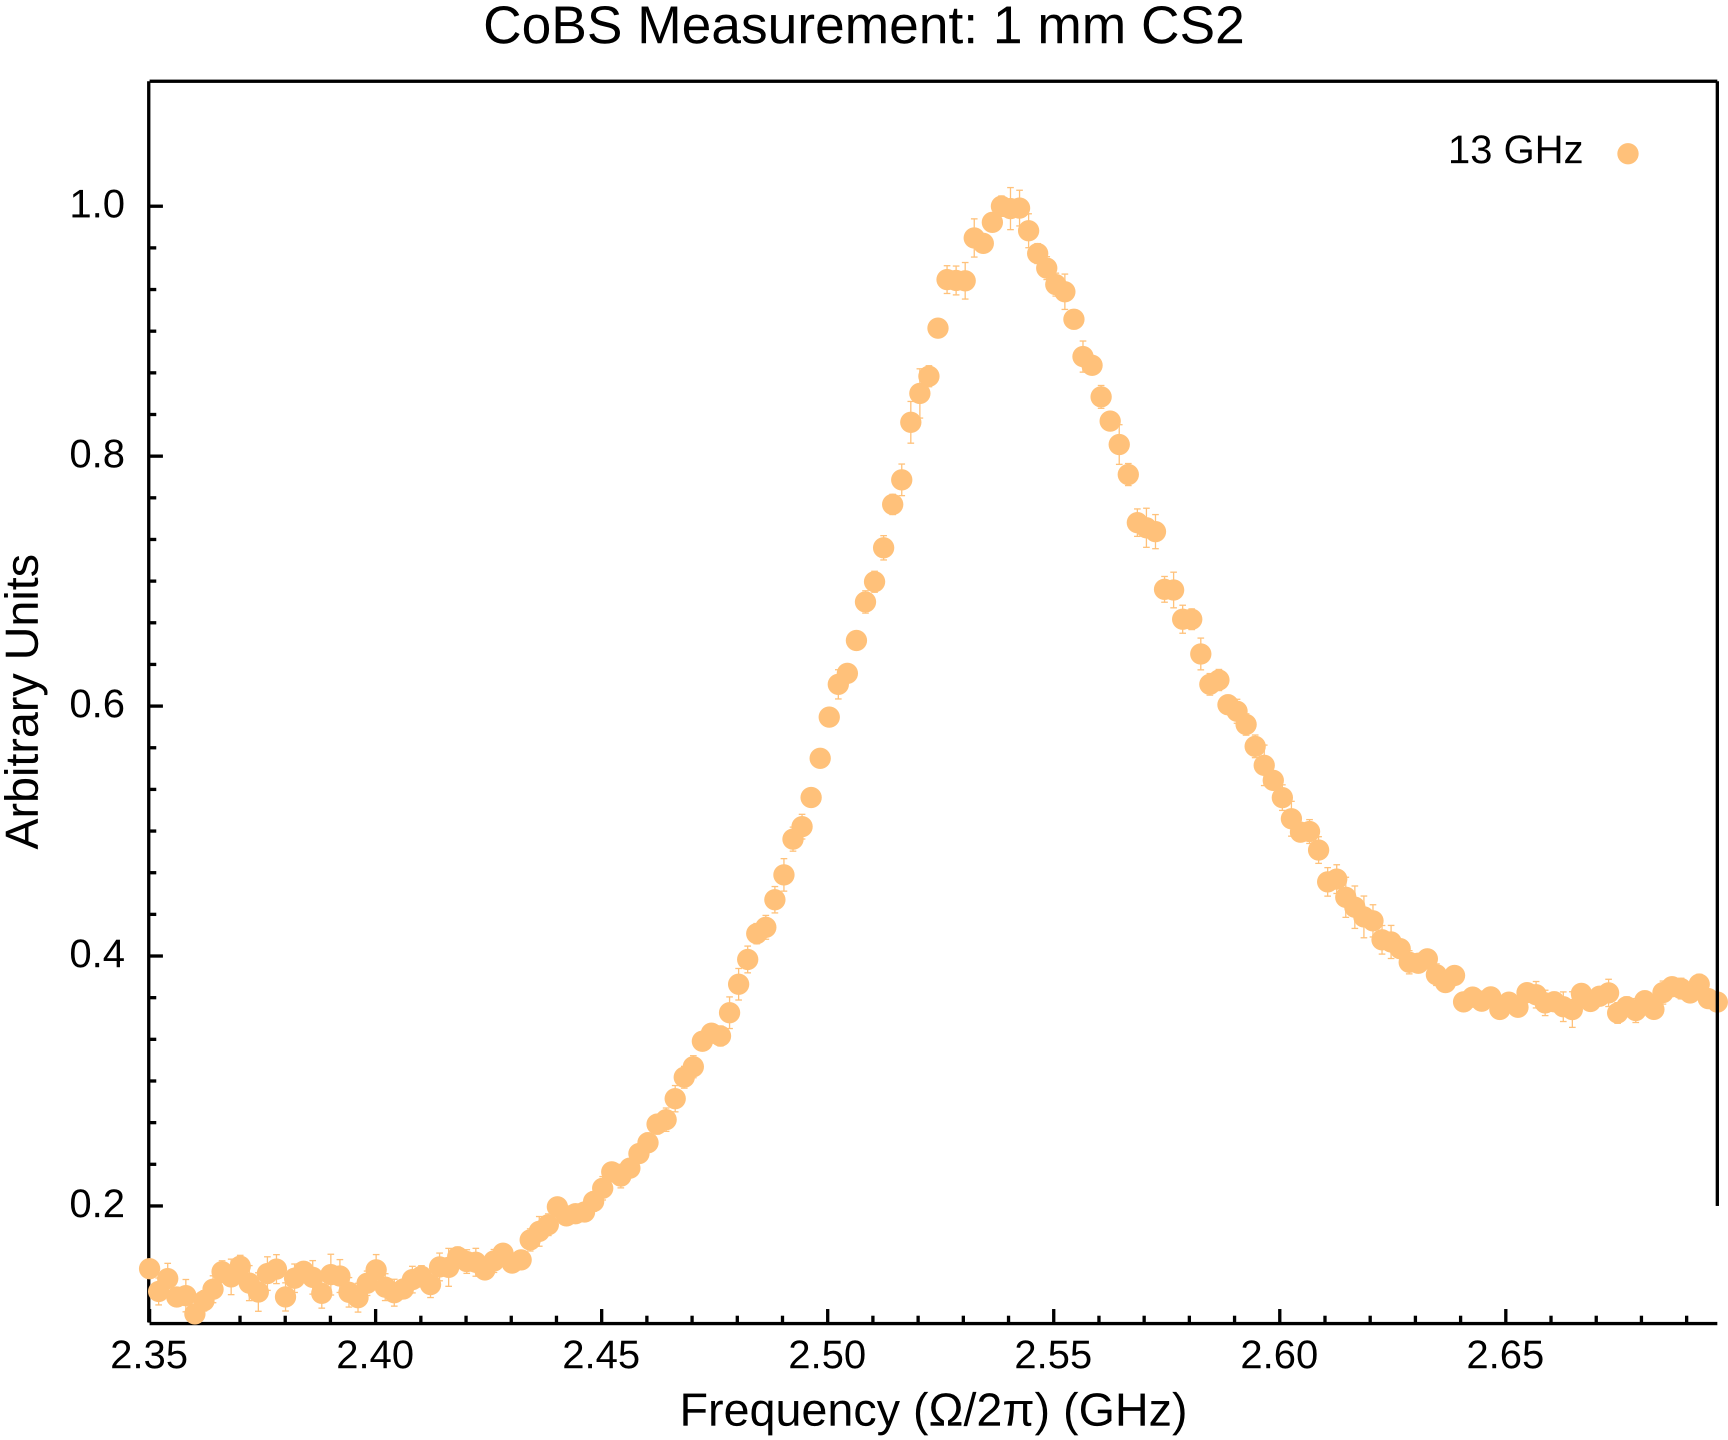 CoBS Measurement: 1 mm CS2
13 GHz
1.0
0.8
0.6
0.4
0.2
Arbitrary Units
2.35 2.40 2.45 2.50 2.55 2.60 2.65
Frequency (Ω/2π) (GHz)